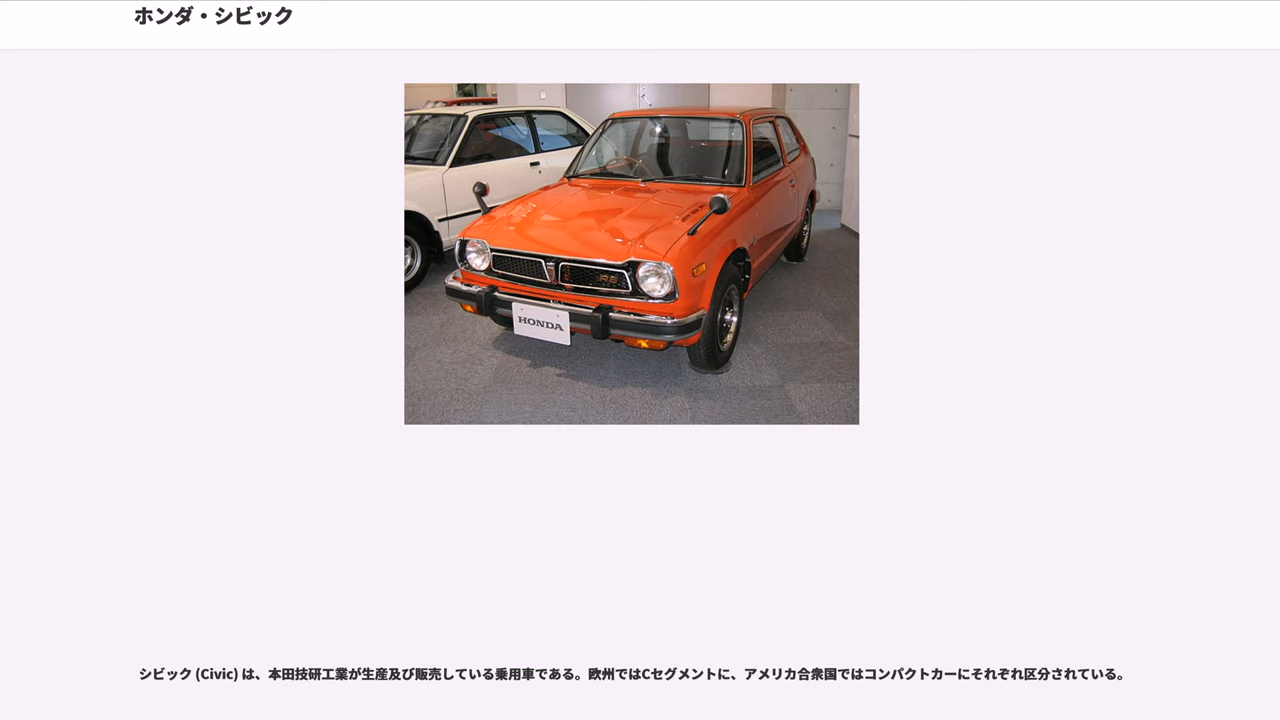 ホンダ・シビック
RS
HONDA
シビック (Civic) は、本田技研工業が生産及び販売している乗用車である。欧州ではCセグメントに、アメリカ合衆国ではコンパクトカーにそれぞれ区分されている。